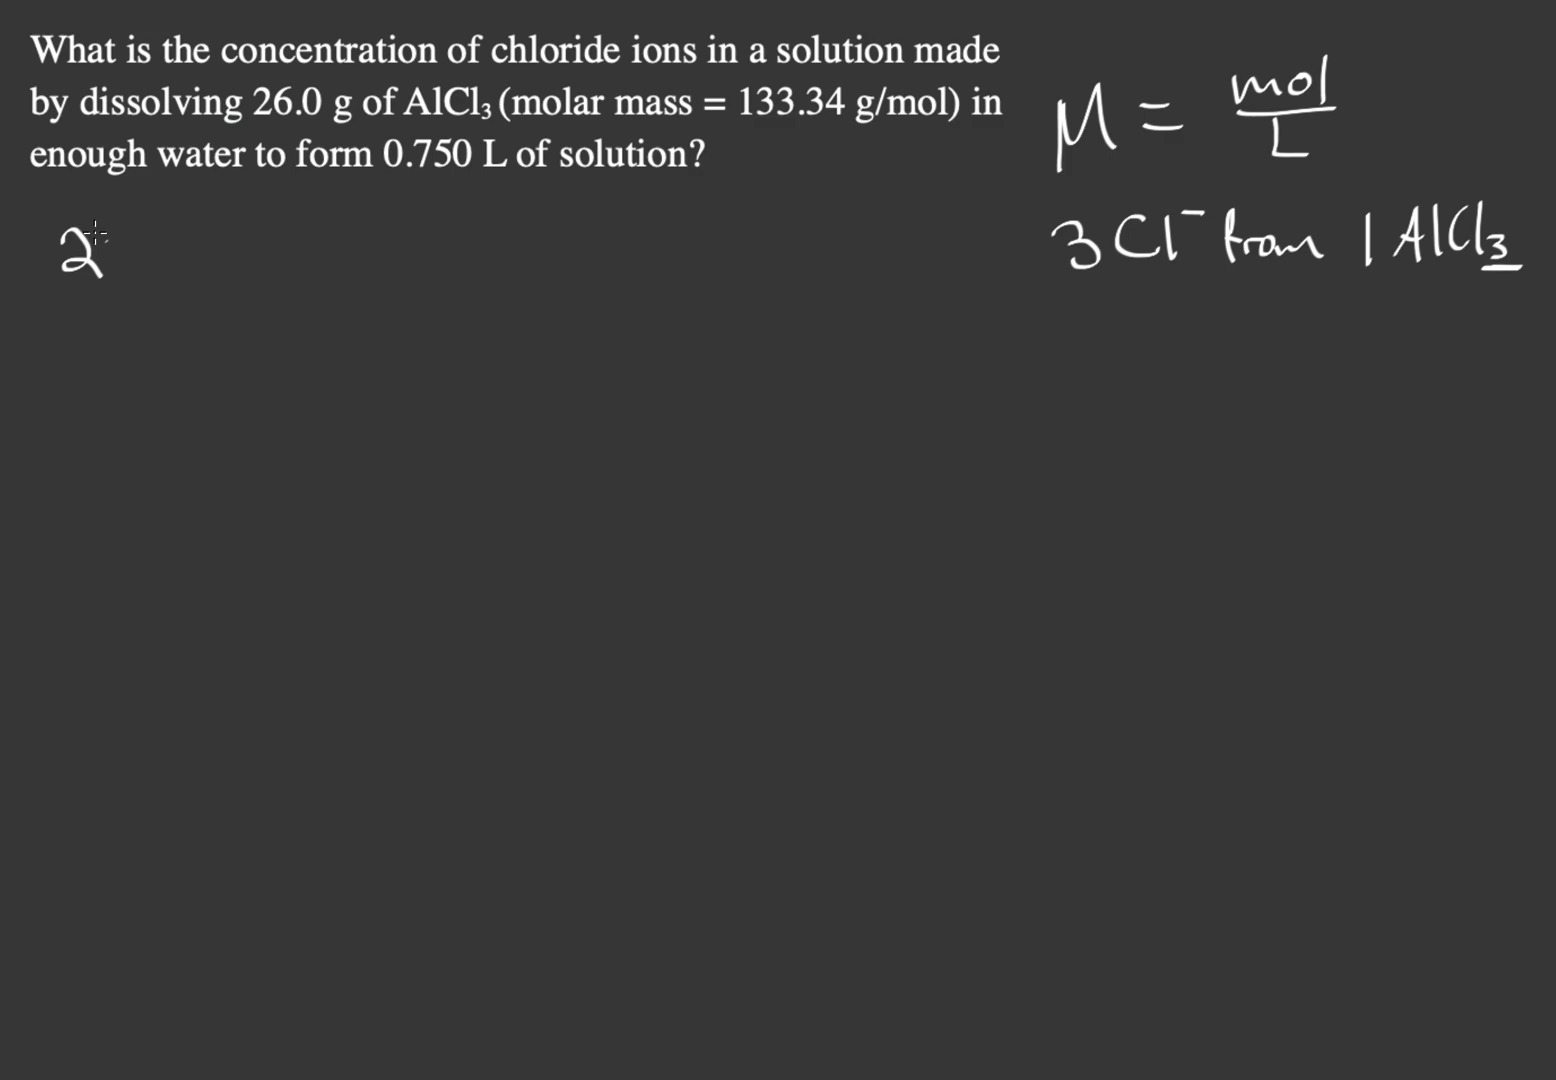 What is the concentration of chloride ions in a solution made
by dissolving 26.0 g of AlCl₃ (molar mass = 133.34 g/mol) in
enough water to form 0.750 L of solution?
M = mol/L
3 Cl⁻ from 1 AlCl₃
2